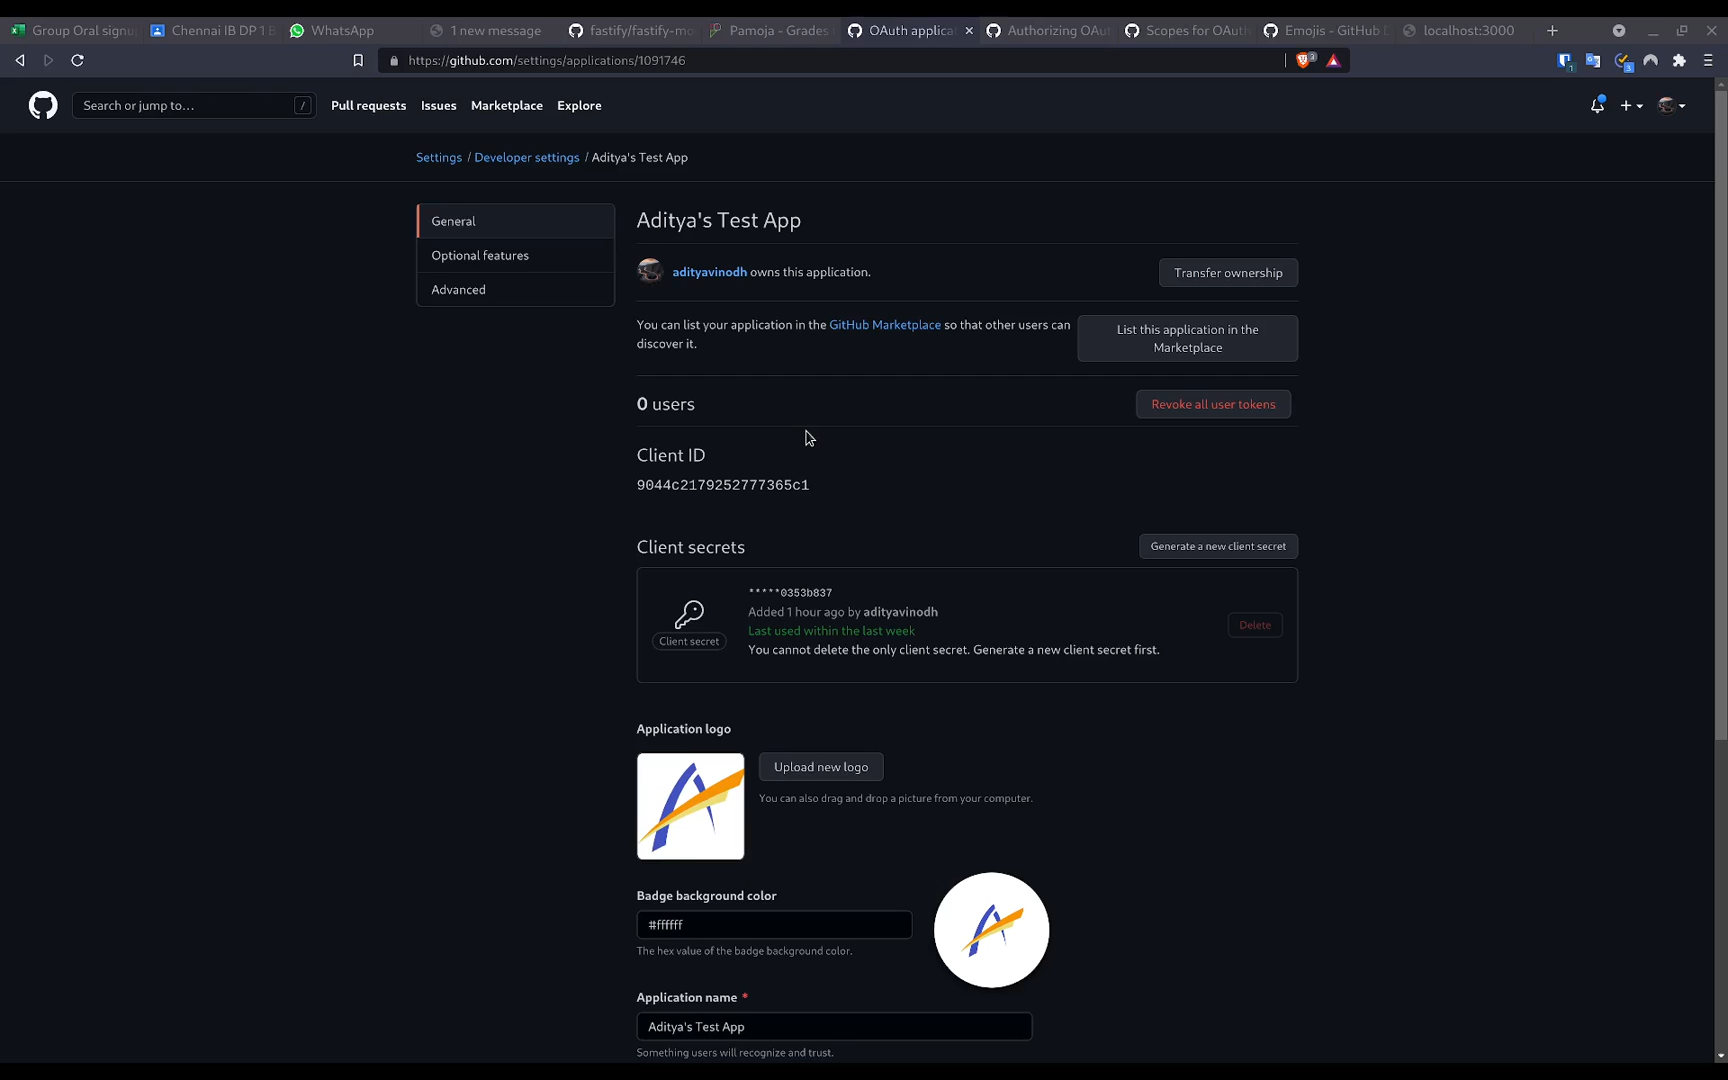 Group Oral signu
Chennai IB DP 1 B
WhatsApp
1 new message
fastify/fastify-mo
Pamoja - Grades
OAuth applica
Authorizing OAu
Scopes for OAuth
Emojis - GitHub D
localhost:3000
https://github.com/settings/applications/1091746
Search or jump to...
/
Pull requests
Issues
Marketplace
Explore
Settings / Developer settings / Aditya's Test App
General
Optional features
Advanced
Aditya's Test App
adityavinodh owns this application.
Transfer ownership
You can list your application in the GitHub Marketplace so that other users can
discover it.
List this application in the
Marketplace
0 users
Revoke all user tokens
Client ID
9044c2179252777365c1
Client secrets
Generate a new client secret
*****0353b837
Added 1 hour ago by adityavinodh
Last used within the last week
You cannot delete the only client secret. Generate a new client secret first.
Client secret
Delete
Application logo
Upload new logo
You can also drag and drop a picture from your computer.
Badge background color
#ffffff
The hex value of the badge background color.
Application name *
Aditya's Test App
Something users will recognize and trust.